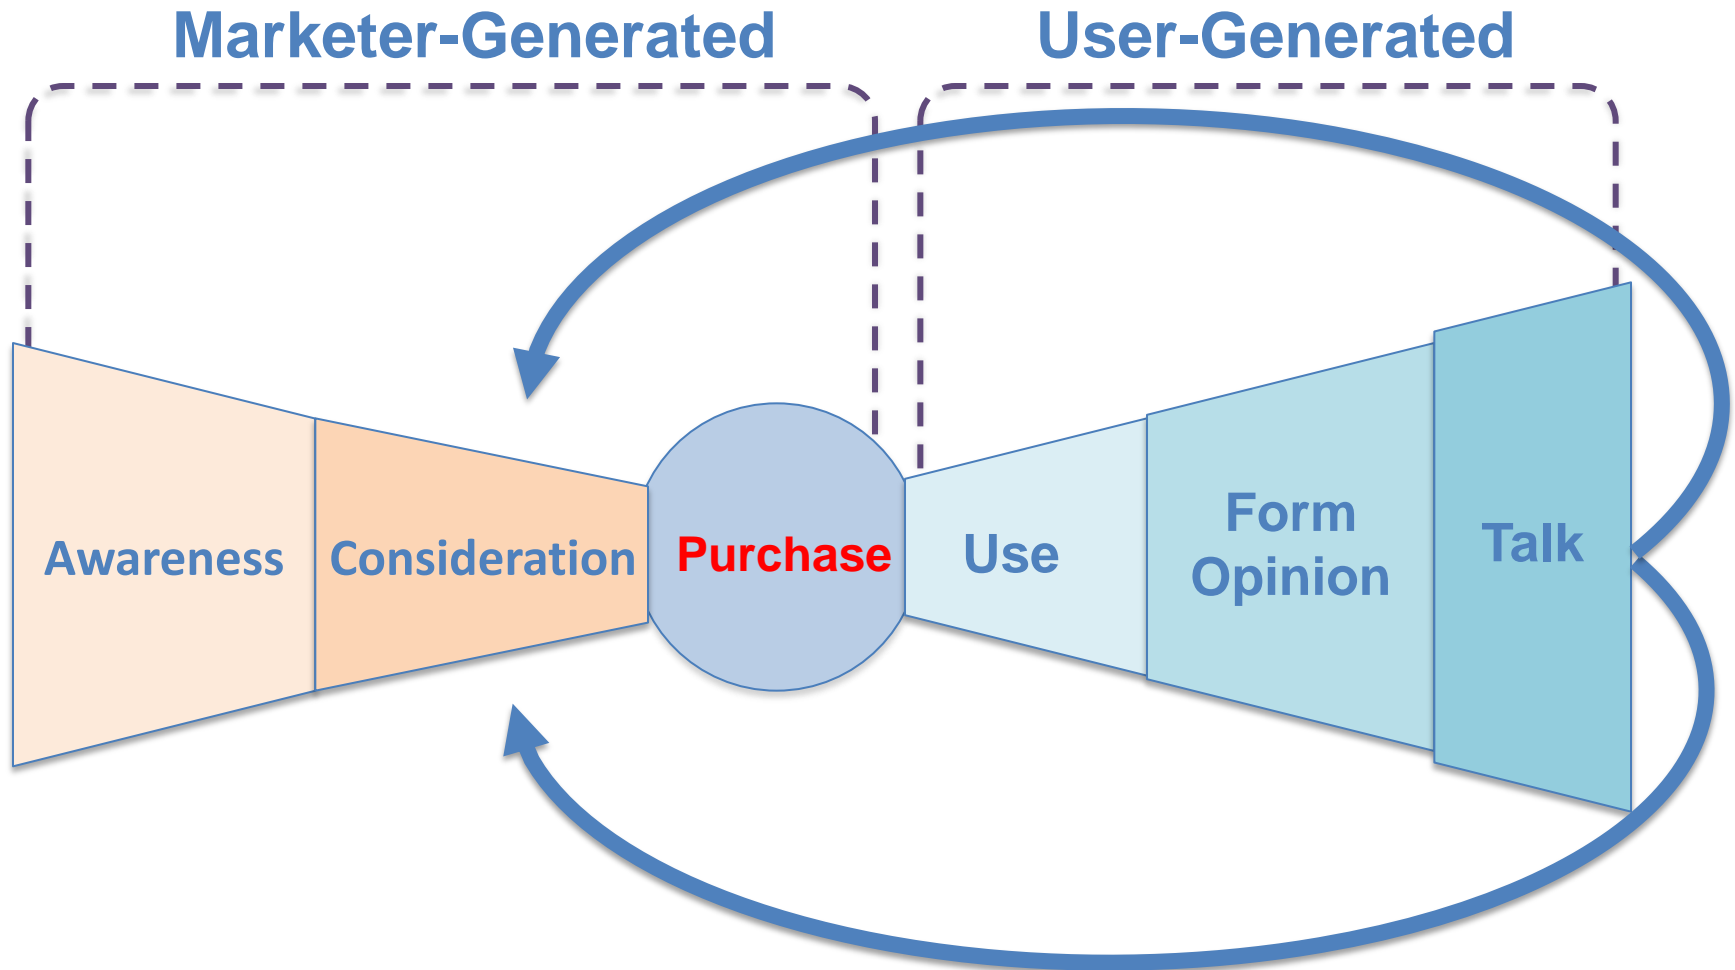 Marketer-Generated
User-Generated
Awareness
Consideration
Purchase
Use
Form
Opinion
Talk